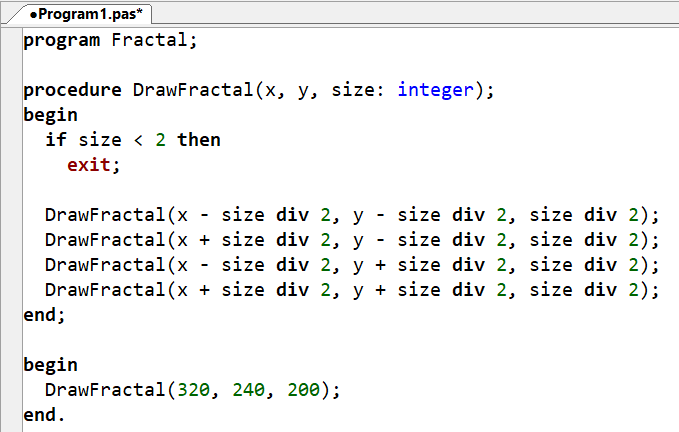 ●Program1.pas*
program Fractal;
procedure DrawFractal(x, y, size: integer);
begin
  if size < 2 then
    exit;
  DrawFractal(x - size div 2, y - size div 2, size div 2);
  DrawFractal(x + size div 2, y - size div 2, size div 2);
  DrawFractal(x - size div 2, y + size div 2, size div 2);
  DrawFractal(x + size div 2, y + size div 2, size div 2);
end;
begin
  DrawFractal(320, 240, 200);
end.